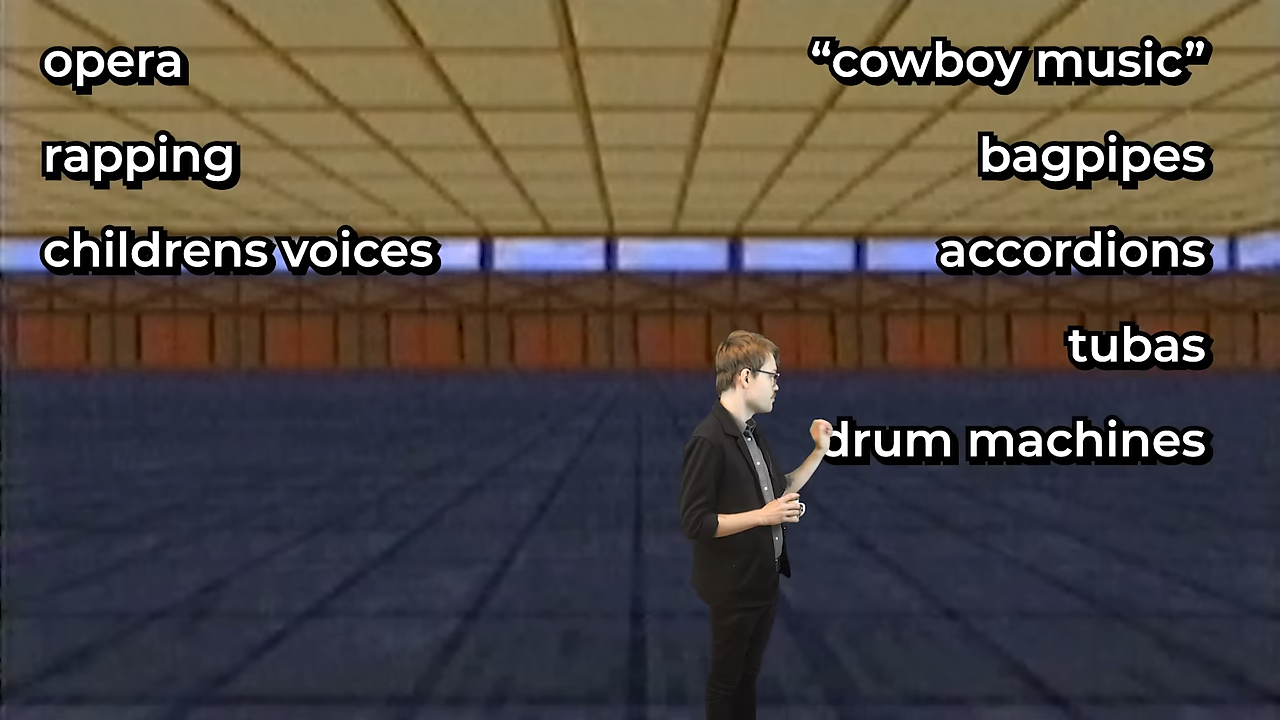 opera
rapping
childrens voices
“cowboy music”
bagpipes
accordions
tubas
drum machines